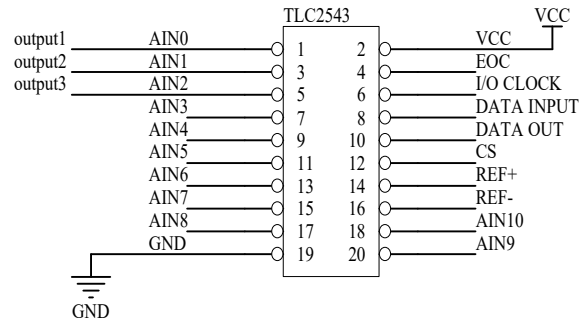 TLC2543 VCC
output1 AIN0 1 2 VCC
output2 AIN1 3 4 EOC
output3 AIN2 5 6 I/O CLOCK
AIN3 7 8 DATA INPUT
AIN4 9 10 DATA OUT
AIN5 11 12 CS
AIN6 13 14 REF+
AIN7 15 16 REF-
AIN8 17 18 AIN10
GND 19 20 AIN9
GND